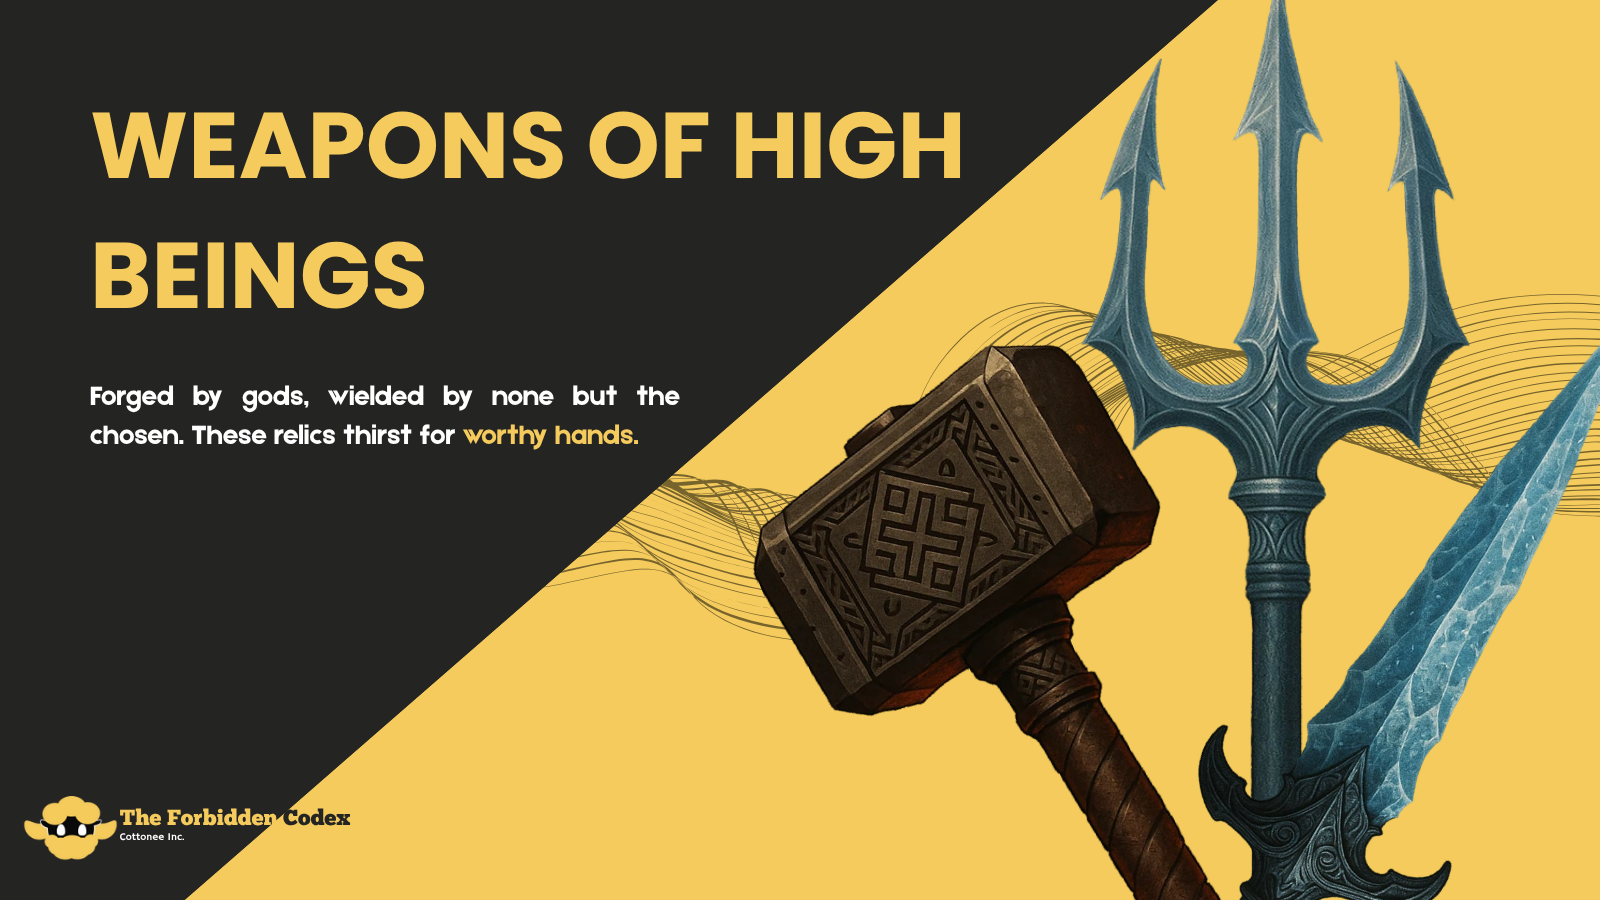 WEAPONS OF HIGH
BEINGS
Forged by gods, wielded by none but the
chosen. These relics thirst for worthy hands.
The Forbidden Codex
Cottonee Inc.